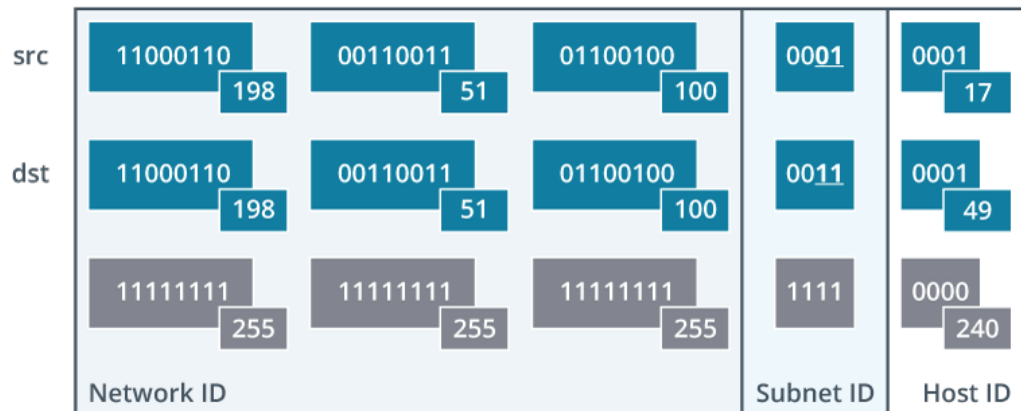 src 11000110 00110011 01100100 0001 0001
198 51 100 17
dst 11000110 00110011 01100100 0011 0001
198 51 100 49
11111111 11111111 11111111 1111 0000
255 255 255 240
Network ID Subnet ID Host ID